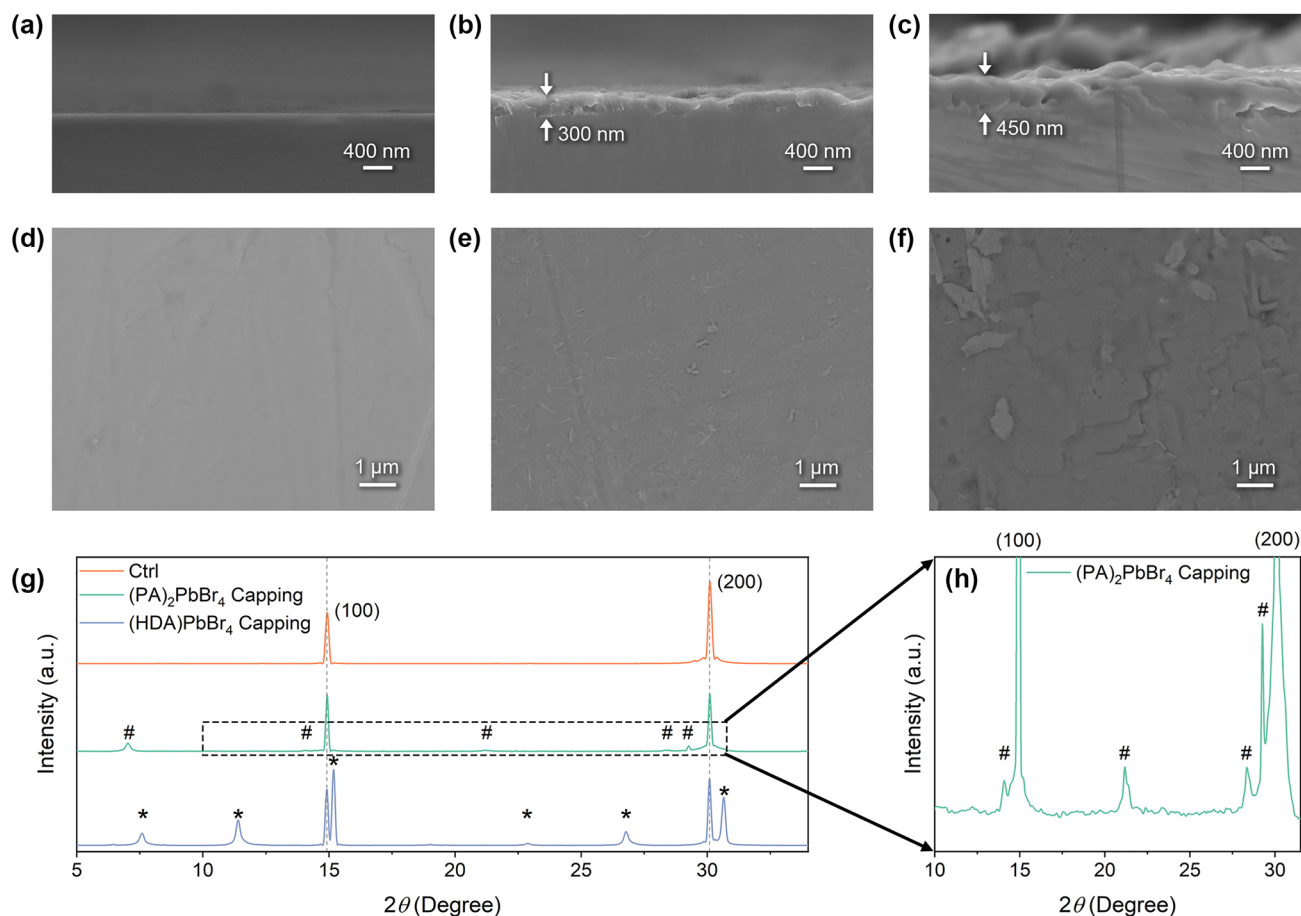 (a)
400 nm
(b)
300 nm
400 nm
(c)
450 nm
400 nm
(d)
1 μm
(e)
1 μm
(f)
1 μm
(g)
Ctrl
(PA)₂PbBr₄ Capping
(HDA)PbBr₄ Capping
(100)
(200)
# # # # #
* * * * * *
Intensity (a.u.)
5 10 15 20 25 30
2θ (Degree)
(100)
(200)
(h)
(PA)₂PbBr₄ Capping
# # # #
Intensity (a.u.)
10 15 20 25 30
2θ (Degree)